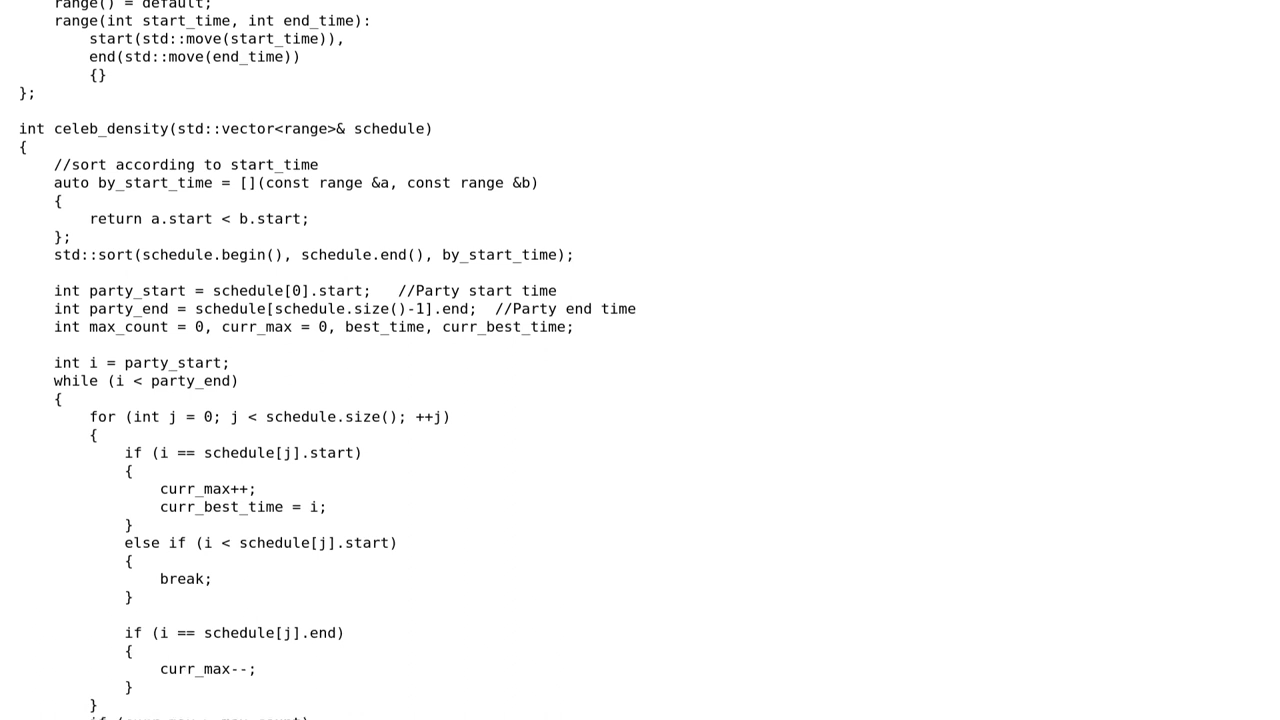 range() = default;
range(int start_time, int end_time):
start(std::move(start_time)),
end(std::move(end_time))
{}
};
int celeb_density(std::vector<range>& schedule)
{
//sort according to start_time
auto by_start_time = [](const range &a, const range &b)
{
return a.start < b.start;
};
std::sort(schedule.begin(), schedule.end(), by_start_time);
int party_start = schedule[0].start;   //Party start time
int party_end = schedule[schedule.size()-1].end;  //Party end time
int max_count = 0, curr_max = 0, best_time, curr_best_time;
int i = party_start;
while (i < party_end)
{
for (int j = 0; j < schedule.size(); ++j)
{
if (i == schedule[j].start)
{
curr_max++;
curr_best_time = i;
}
else if (i < schedule[j].start)
{
break;
}
if (i == schedule[j].end)
{
curr_max--;
}
}